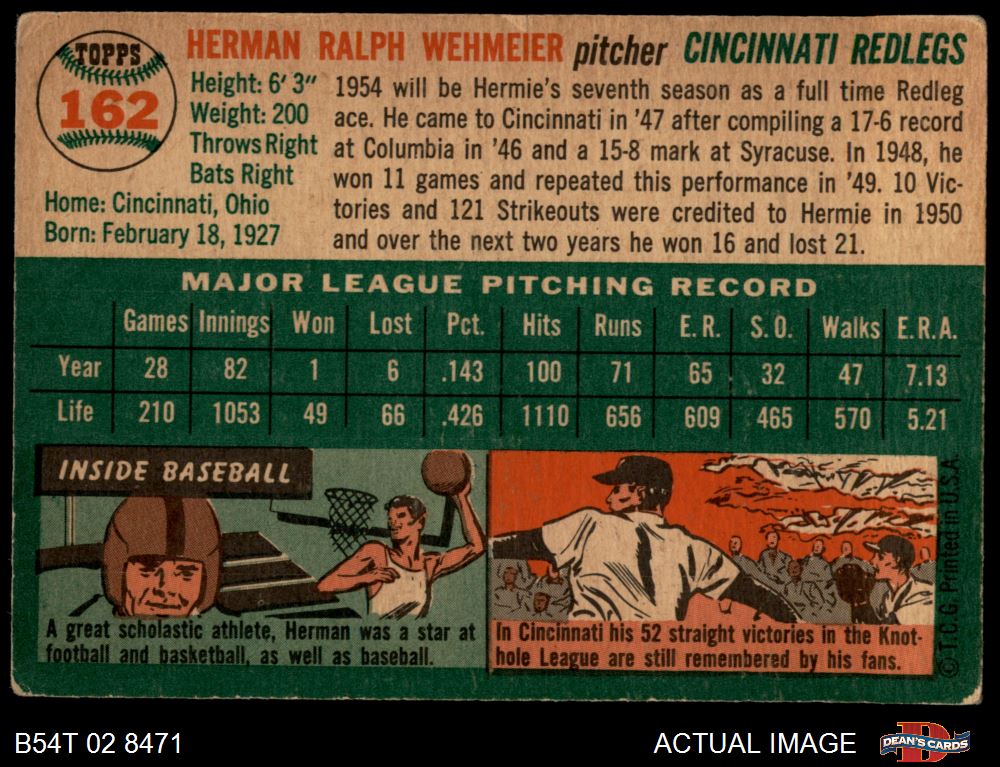 TOPPS
162
HERMAN RALPH WEHMEIER pitcher CINCINNATI REDLEGS
Height: 6' 3"
Weight: 200
Throws Right
Bats Right
Home: Cincinnati, Ohio
Born: February 18, 1927
1954 will be Hermie's seventh season as a full time Redleg
ace. He came to Cincinnati in '47 after compiling a 17-6 record
at Columbia in '46 and a 15-8 mark at Syracuse. In 1948, he
won 11 games and repeated this performance in '49. 10 Vic-
tories and 121 Strikeouts were credited to Hermie in 1950
and over the next two years he won 16 and lost 21.
MAJOR LEAGUE PITCHING RECORD
Games Innings Won Lost Pct. Hits Runs E.R. S.O. Walks E.R.A.
Year 28 82 1 6 .143 100 71 65 32 47 7.13
Life 210 1053 49 66 .426 1110 656 609 465 570 5.21
INSIDE BASEBALL
A great scholastic athlete, Herman was a star at
football and basketball, as well as baseball.
In Cincinnati his 52 straight victories in the Knot-
hole League are still remembered by his fans.
© T.C.G. Printed in U.S.A.
B54T 02 8471
ACTUAL IMAGE
DEAN'S CARDS